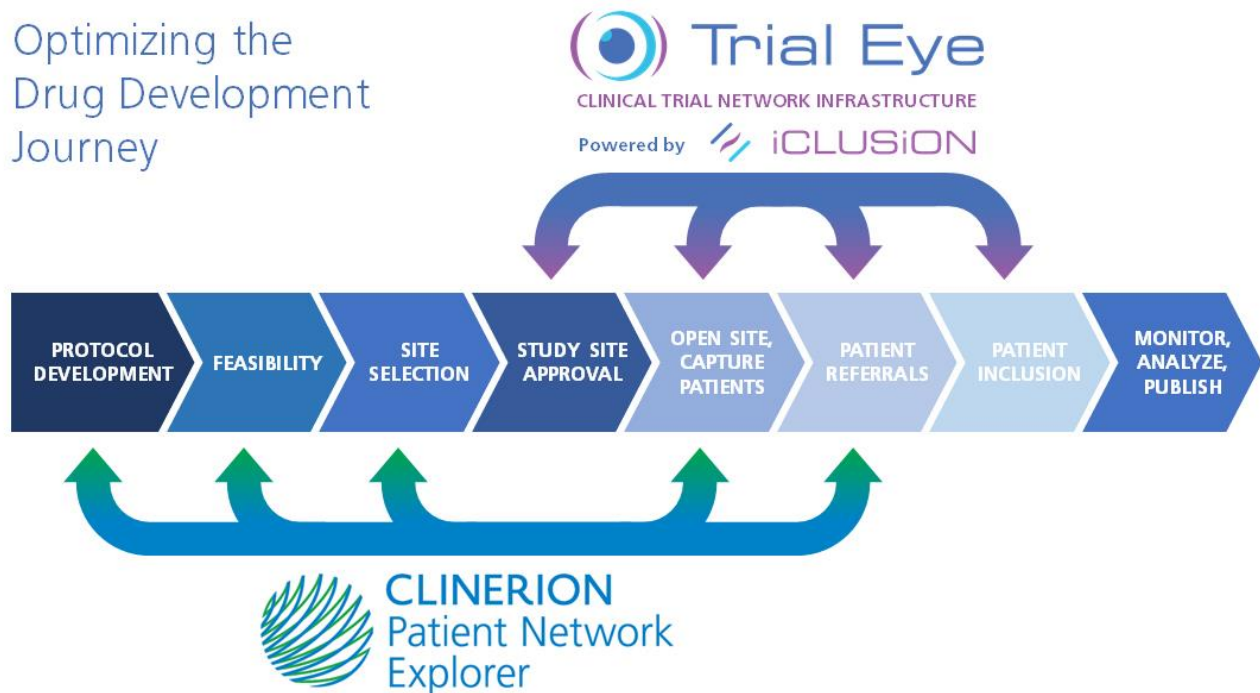 Optimizing the
Drug Development
Journey
Trial Eye
CLINICAL TRIAL NETWORK INFRASTRUCTURE
Powered by iCLUSiON
PROTOCOL
DEVELOPMENT
FEASIBILITY
SITE
SELECTION
STUDY SITE
APPROVAL
OPEN SITE,
CAPTURE
PATIENTS
PATIENT
REFERRALS
PATIENT
INCLUSION
MONITOR,
ANALYZE,
PUBLISH
CLINERION
Patient Network
Explorer